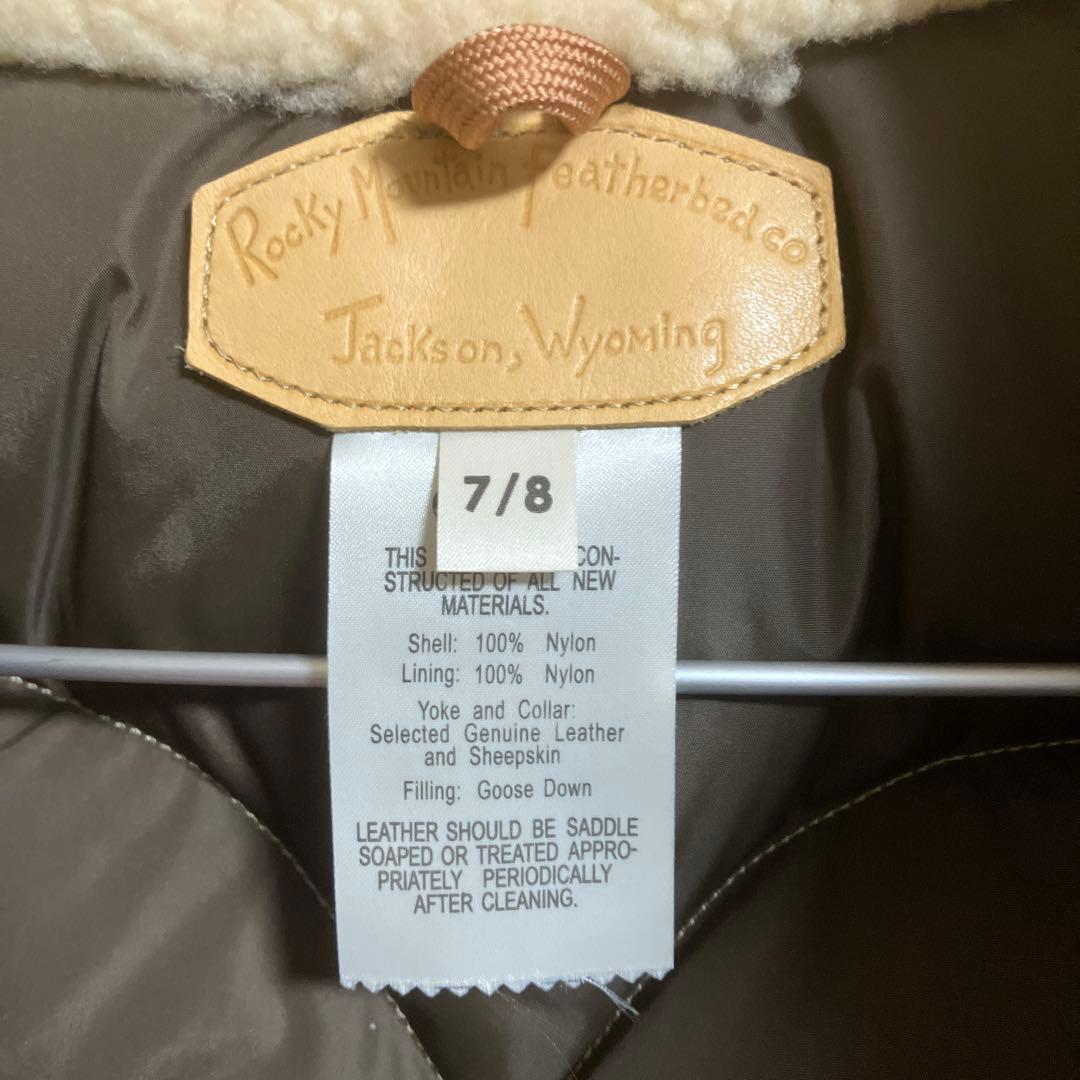 Rocky Mountain Featherbed co
Jackson, Wyoming
7/8
THIS CON-
STRUCTED OF ALL NEW
MATERIALS.
Shell: 100% Nylon
Lining: 100% Nylon
Yoke and Collar:
Selected Genuine Leather
and Sheepskin
Filling: Goose Down
LEATHER SHOULD BE SADDLE
SOAPED OR TREATED APPRO-
PRIATELY PERIODICALLY
AFTER CLEANING.